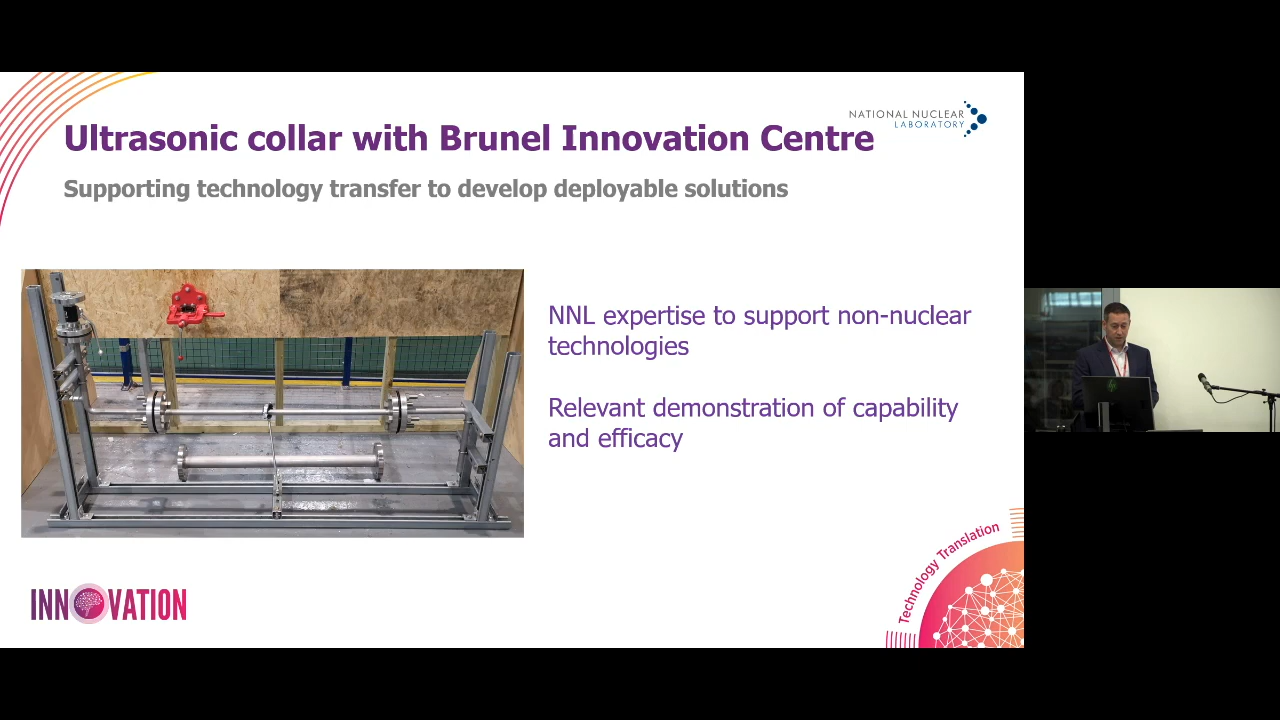 NATIONAL NUCLEAR
LABORATORY
Ultrasonic collar with Brunel Innovation Centre
Supporting technology transfer to develop deployable solutions
NNL expertise to support non-nuclear
technologies
Relevant demonstration of capability
and efficacy
INNOVATION
Technology Translation